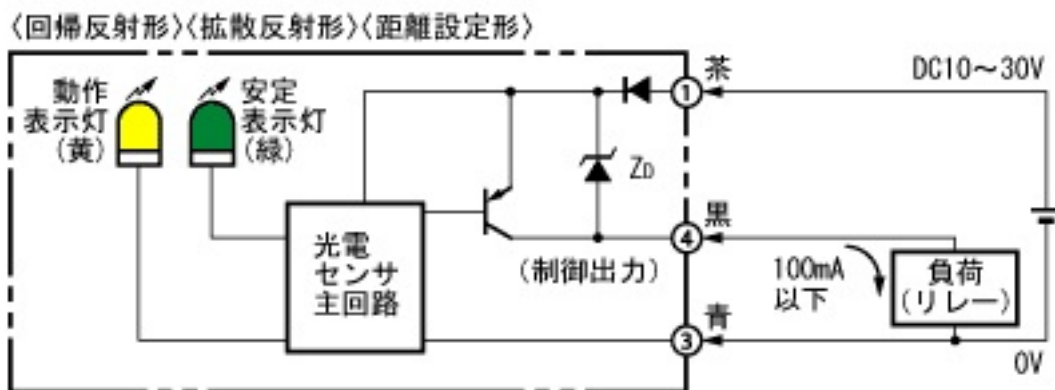 〈回帰反射形〉〈拡散反射形〉〈距離設定形〉
動作
表示灯
(黄)
安定
表示灯
(緑)
① 茶
DC10～30V
ZD
光電
センサ
主回路
④ 黒
(制御出力)
100mA
以下
負荷
(リレー)
③ 青
0V